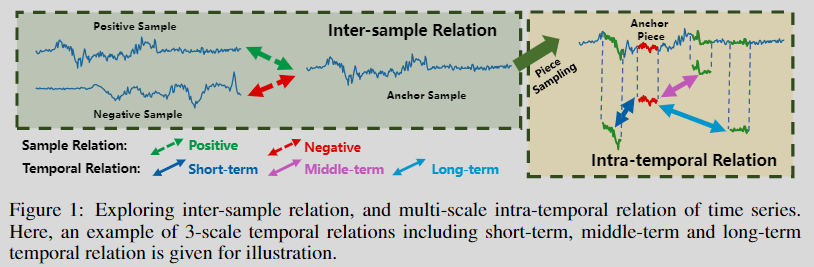 Positive Sample
Inter-sample Relation
Negative Sample
Anchor Sample
Sample Relation: Positive Negative
Temporal Relation: Short-term Middle-term Long-term
Piece
Sampling
Anchor
Piece
Intra-temporal Relation
Figure 1: Exploring inter-sample relation, and multi-scale intra-temporal relation of time series.
Here, an example of 3-scale temporal relations including short-term, middle-term and long-term
temporal relation is given for illustration.